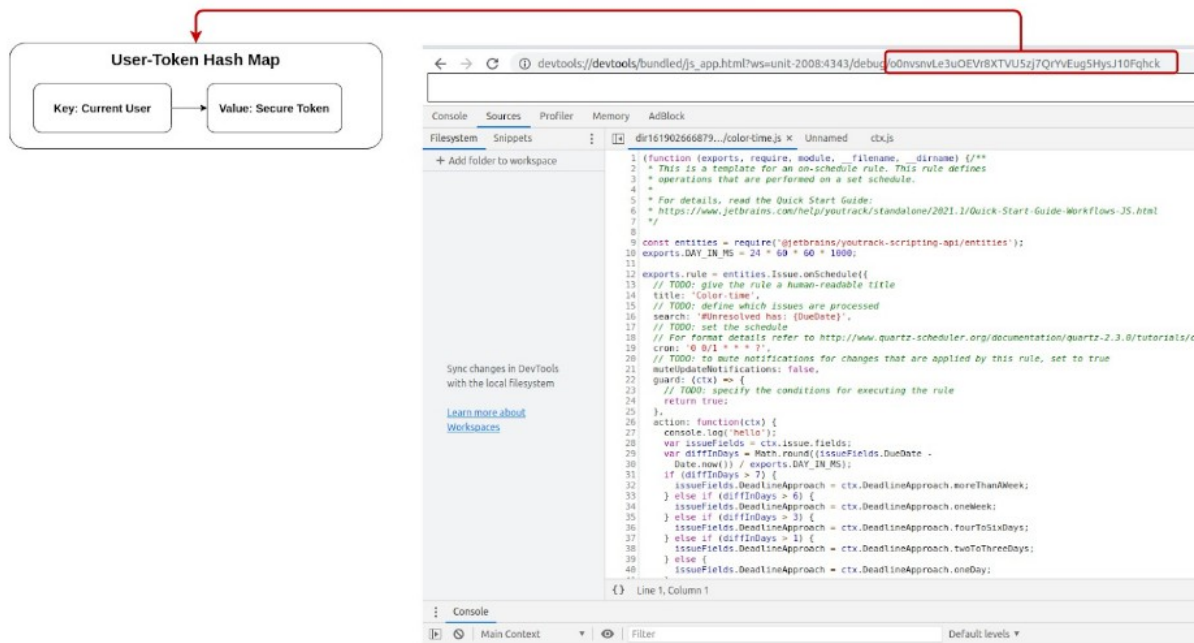 User-Token Hash Map
Key: Current User
Value: Secure Token
devtools://devtools/bundled/js_app.html?ws=unit-2008:4343/debug/o0nvsnvLe3uOEVr8XTVU5zj7QrYvEug5HysJ10Fqhck
Console Sources Profiler Memory AdBlock
Filesystem Snippets
dir161902666879.../color-time.js × Unnamed ctx.js
+ Add folder to workspace
1 (function (exports, require, module, __filename, __dirname) {/**
2 * This is a template for an on-schedule rule. This rule defines
3 * operations that are performed on a set schedule.
4 *
5 * For details, read the Quick Start Guide:
6 * https://www.jetbrains.com/help/youtrack/standalone/2021.1/Quick-Start-Guide-Workflows-JS.html
7 */
8
9 const entities = require('@jetbrains/youtrack-scripting-api/entities');
10 exports.DAY_IN_MS = 24 * 60 * 60 * 1000;
11
12 exports.rule = entities.Issue.onSchedule({
13 // TODO: give the rule a human-readable title
14 title: 'Color-time',
15 // TODO: define which issues are processed
16 search: '#Unresolved has: {DueDate}',
17 // TODO: set the schedule
18 // For format details refer to http://www.quartz-scheduler.org/documentation/quartz-2.3.0/tutorials/c
19 cron: '0 0/1 * * * ?',
20 // TODO: to mute notifications for changes that are applied by this rule, set to true
21 muteUpdateNotifications: false,
22 guard: (ctx) => {
23 // TODO: specify the conditions for executing the rule
24 return true;
25 },
26 action: function(ctx) {
27 console.log('hello');
28 var issueFields = ctx.issue.fields;
29 var diffInDays = Math.round((issueFields.DueDate -
30 Date.now()) / exports.DAY_IN_MS);
31 if (diffInDays > 7) {
32 issueFields.DeadlineApproach = ctx.DeadlineApproach.moreThanAWeek;
33 } else if (diffInDays > 6) {
34 issueFields.DeadlineApproach = ctx.DeadlineApproach.oneWeek;
35 } else if (diffInDays > 3) {
36 issueFields.DeadlineApproach = ctx.DeadlineApproach.fourToSixDays;
37 } else if (diffInDays > 1) {
38 issueFields.DeadlineApproach = ctx.DeadlineApproach.twoToThreeDays;
39 } else {
40 issueFields.DeadlineApproach = ctx.DeadlineApproach.oneDay;
Sync changes in DevTools
with the local filesystem
Learn more about
Workspaces
{} Line 1, Column 1
Console
Main Context Filter Default levels